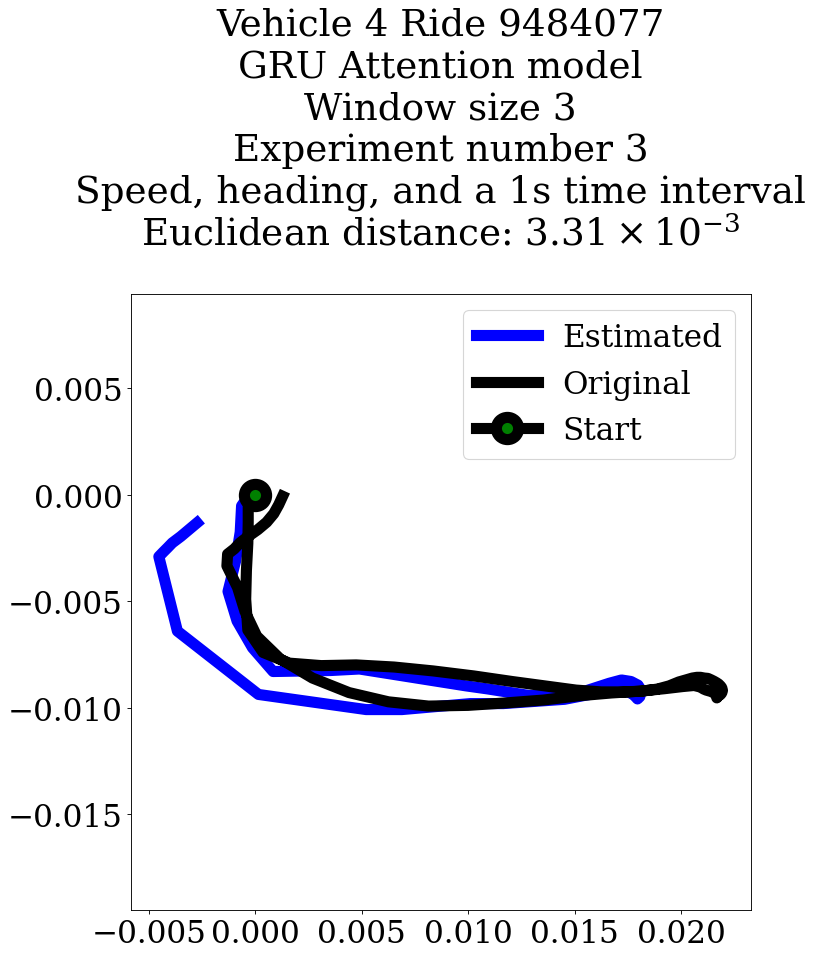 Vehicle 4 Ride 9484077
GRU Attention model
Window size 3
Experiment number 3
Speed, heading, and a 1s time interval
Euclidean distance: 3.31 × 10⁻³
Estimated
Original
Start
0.005
0.000
−0.005
−0.010
−0.015
−0.005 0.000 0.005 0.010 0.015 0.020